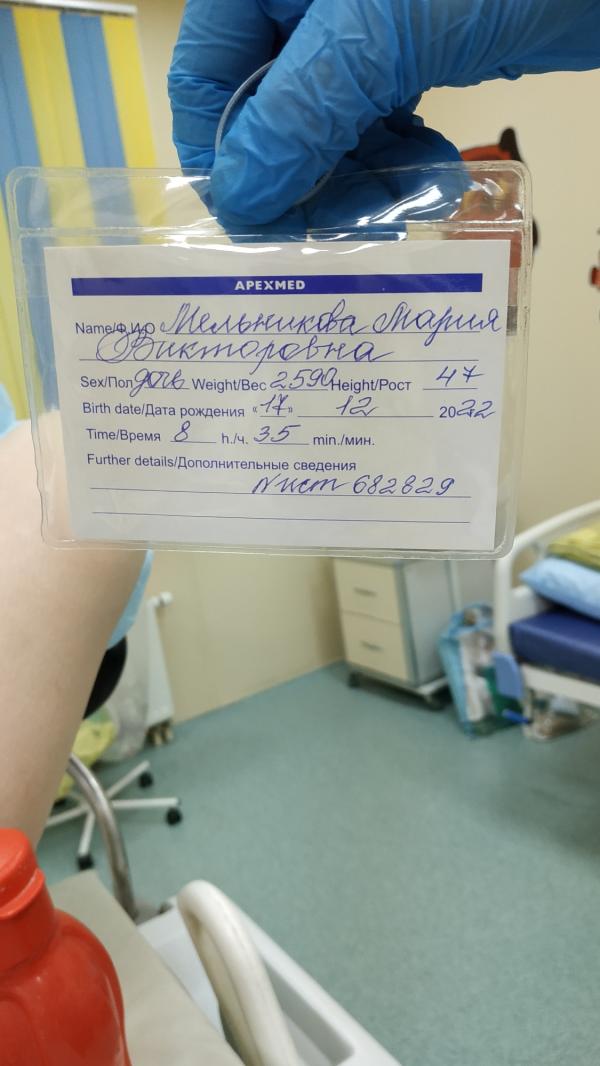 APEXMED
Name/Ф.И.О Мельникова Мария
Викторовна
Sex/Пол дочь Weight/Вес 2590 Height/Рост 47
Birth date/Дата рождения «17» 12 2022
Time/Время 8 h./ч. 35 min./мин.
Further details/Дополнительные сведения
N ист 682829